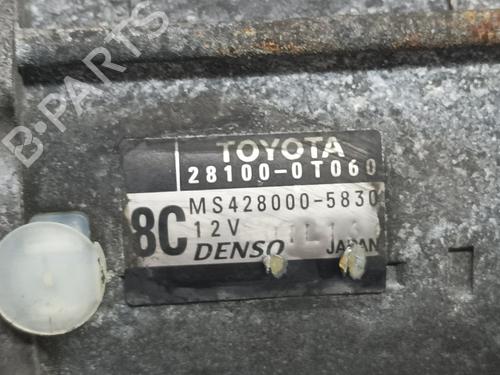 B-PARTS
TOYOTA
28100-0T060
8C
MS428000-5830
12V
DENSO
JAPAN